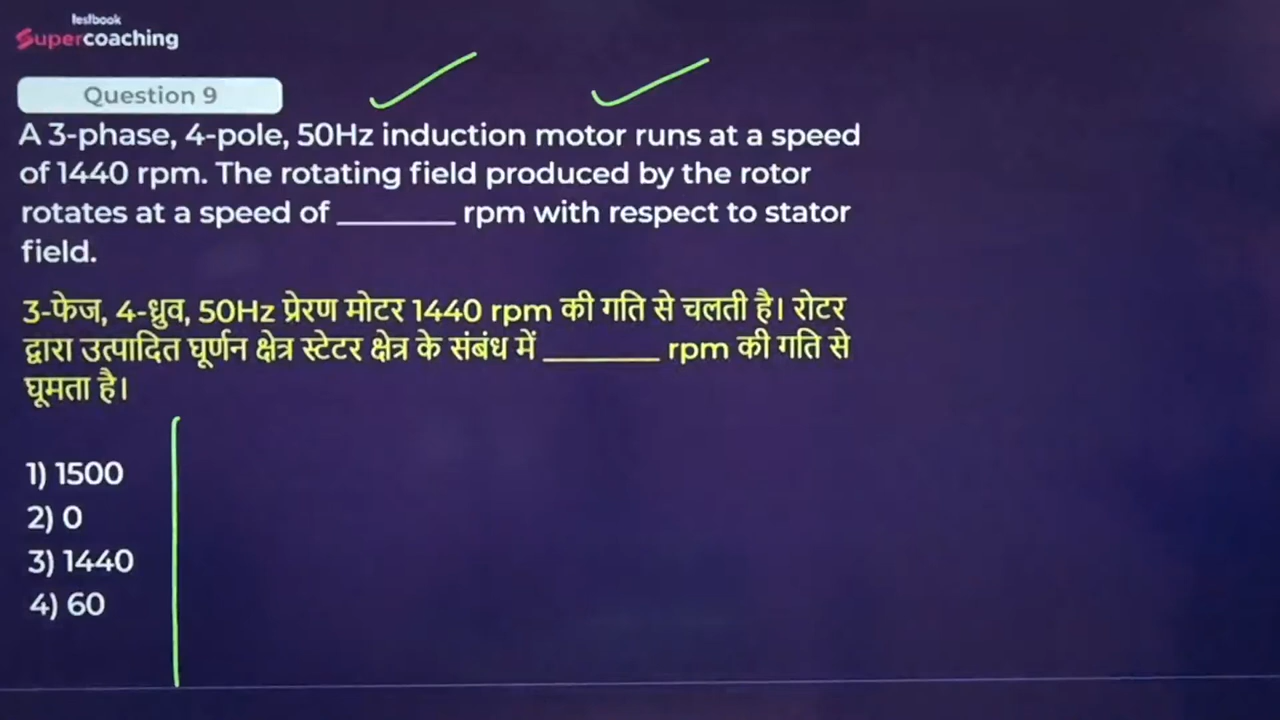 testbook
Supercoaching
Question 9
A 3-phase, 4-pole, 50Hz induction motor runs at a speed
of 1440 rpm. The rotating field produced by the rotor
rotates at a speed of ________ rpm with respect to stator
field.
3-फेज, 4-ध्रुव, 50Hz प्रेरण मोटर 1440 rpm की गति से चलती है। रोटर
द्वारा उत्पादित घूर्णन क्षेत्र स्टेटर क्षेत्र के संबंध में ________ rpm की गति से
घूमता है।
1) 1500
2) 0
3) 1440
4) 60